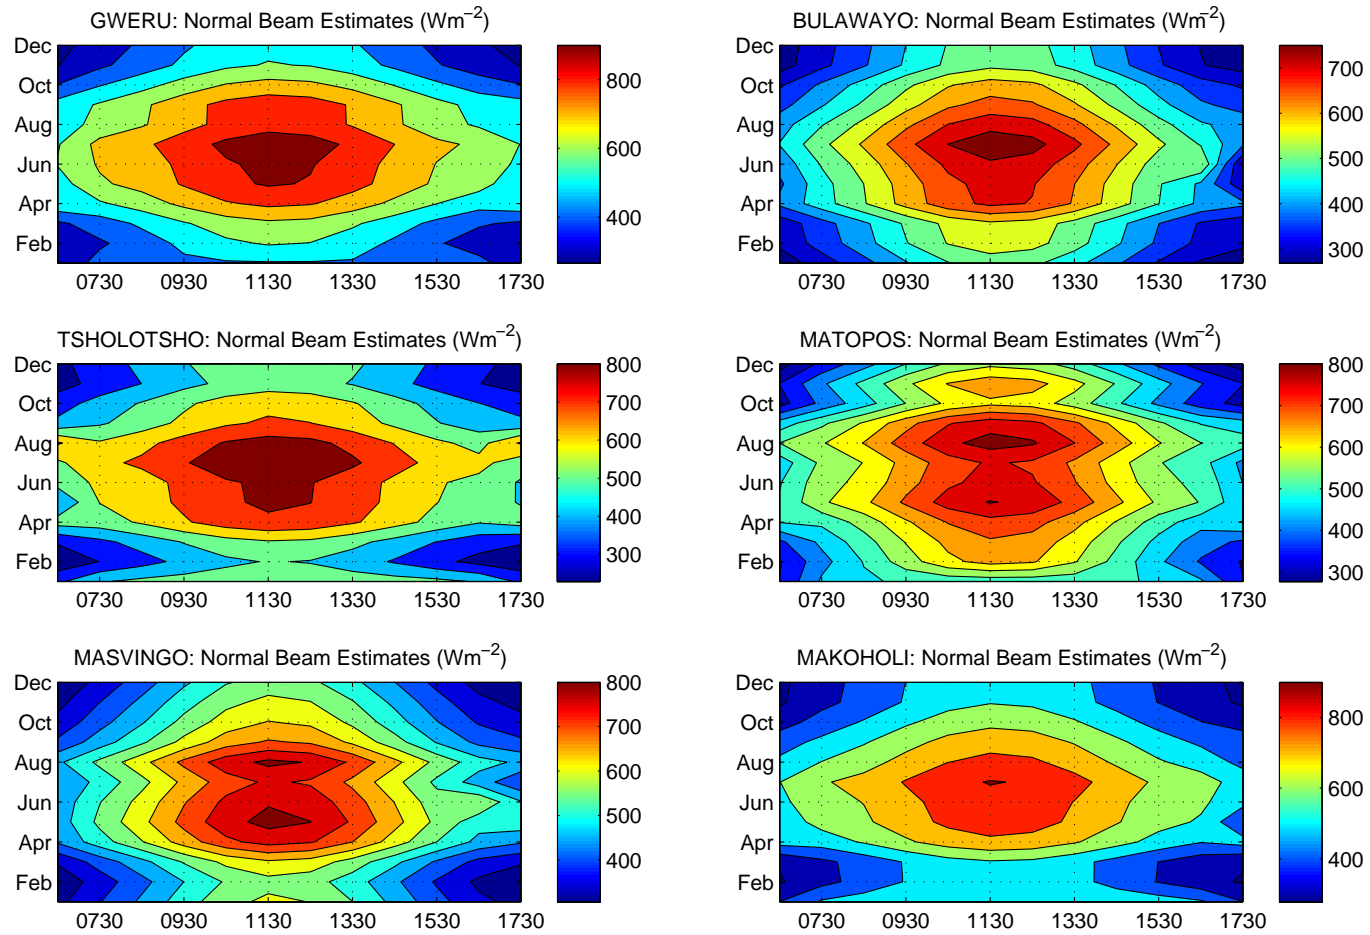 GWERU: Normal Beam Estimates (Wm⁻²)
Dec
Oct
Aug
Jun
Apr
Feb
0730 0930 1130 1330 1530 1730
800
600
400
BULAWAYO: Normal Beam Estimates (Wm⁻²)
Dec
Oct
Aug
Jun
Apr
Feb
0730 0930 1130 1330 1530 1730
700
600
500
400
300
TSHOLOTSHO: Normal Beam Estimates (Wm⁻²)
Dec
Oct
Aug
Jun
Apr
Feb
0730 0930 1130 1330 1530 1730
800
700
600
500
400
300
MATOPOS: Normal Beam Estimates (Wm⁻²)
Dec
Oct
Aug
Jun
Apr
Feb
0730 0930 1130 1330 1530 1730
800
700
600
500
400
300
MASVINGO: Normal Beam Estimates (Wm⁻²)
Dec
Oct
Aug
Jun
Apr
Feb
0730 0930 1130 1330 1530 1730
800
700
600
500
400
MAKOHOLI: Normal Beam Estimates (Wm⁻²)
Dec
Oct
Aug
Jun
Apr
Feb
0730 0930 1130 1330 1530 1730
800
600
400